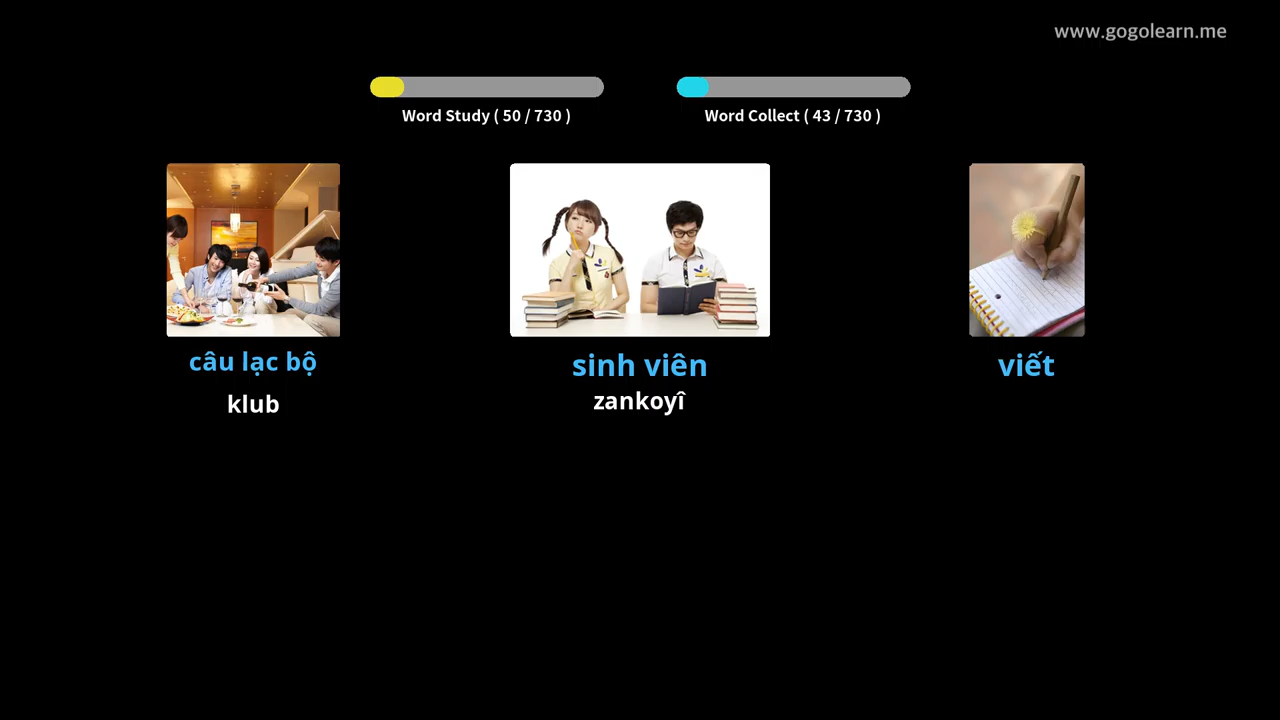 www.gogolearn.me
Word Study ( 50 / 730 )
Word Collect ( 43 / 730 )
câu lạc bộ
klub
sinh viên
zankoyî
viết